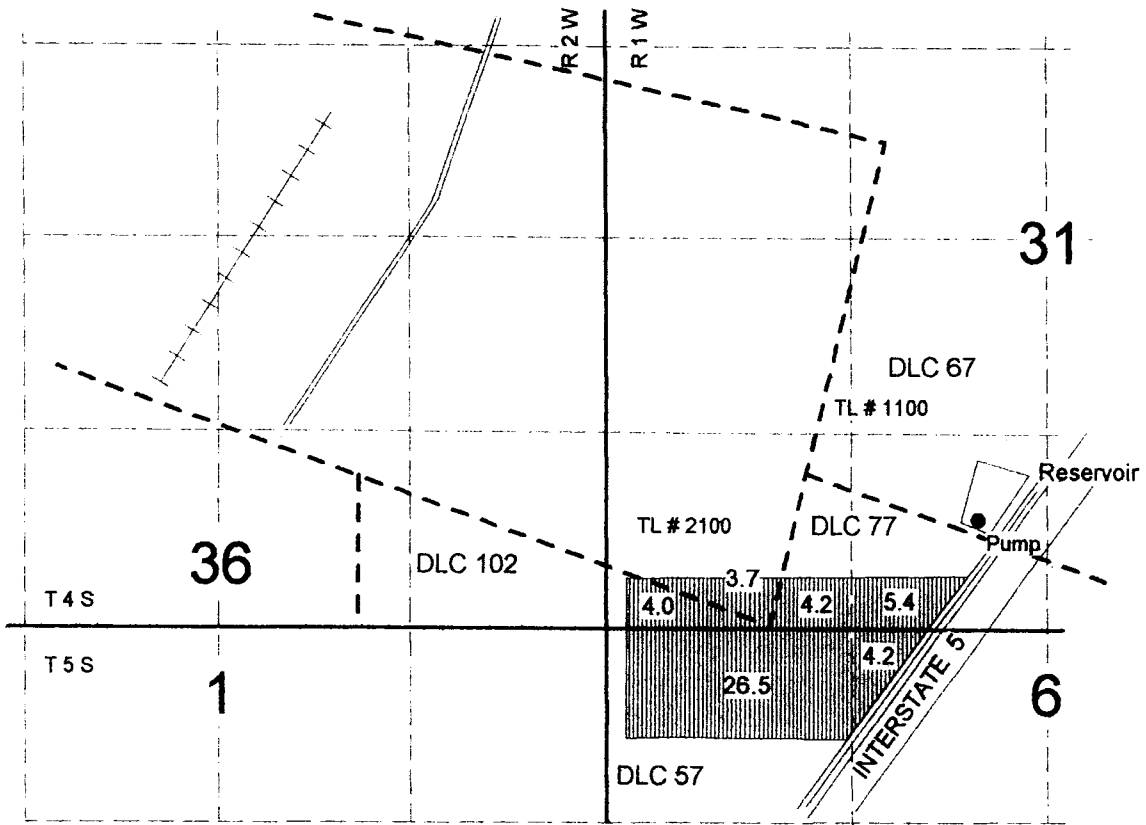 R 2 W
R 1 W
31
DLC 67
TL # 1100
Reservoir
TL # 2100
DLC 77
Pump
36
DLC 102
3.7
4.0
4.2
5.4
T 4 S
T 5 S
4.2
26.5
1
6
INTERSTATE 5
DLC 57